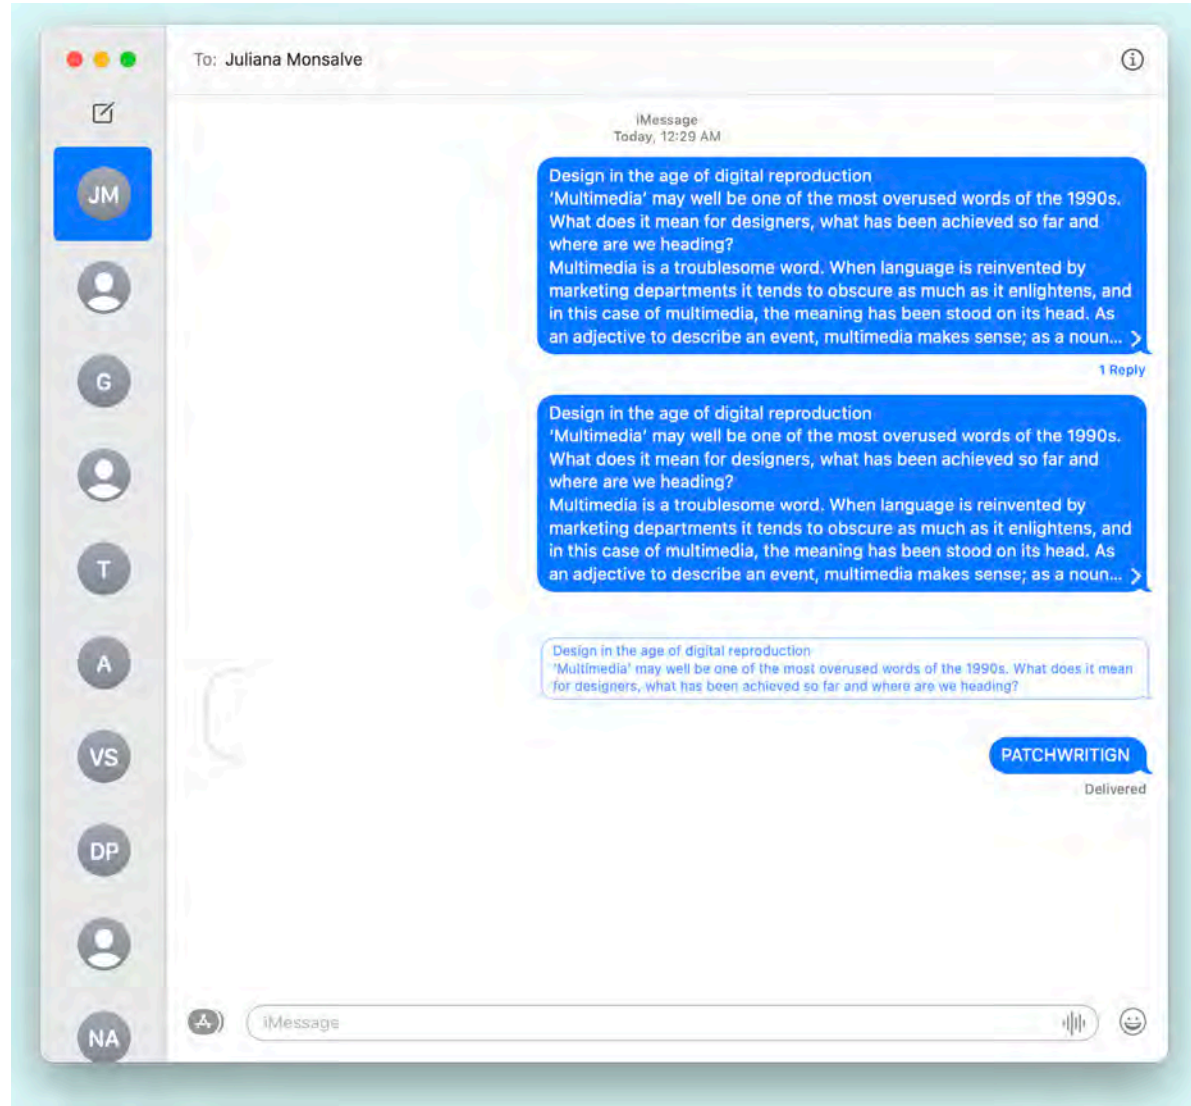 To: Juliana Monsalve
iMessage
Today, 12:29 AM
JM
Design in the age of digital reproduction
‘Multimedia’ may well be one of the most overused words of the 1990s.
What does it mean for designers, what has been achieved so far and
where are we heading?
Multimedia is a troublesome word. When language is reinvented by
marketing departments it tends to obscure as much as it enlightens, and
in this case of multimedia, the meaning has been stood on its head. As
an adjective to describe an event, multimedia makes sense; as a noun...
1 Reply
G
Design in the age of digital reproduction
‘Multimedia’ may well be one of the most overused words of the 1990s.
What does it mean for designers, what has been achieved so far and
where are we heading?
Multimedia is a troublesome word. When language is reinvented by
marketing departments it tends to obscure as much as it enlightens, and
in this case of multimedia, the meaning has been stood on its head. As
an adjective to describe an event, multimedia makes sense; as a noun...
T
A
Design in the age of digital reproduction
‘Multimedia’ may well be one of the most overused words of the 1990s. What does it mean
for designers, what has been achieved so far and where are we heading?
VS
PATCHWRITIGN
Delivered
DP
NA
iMessage